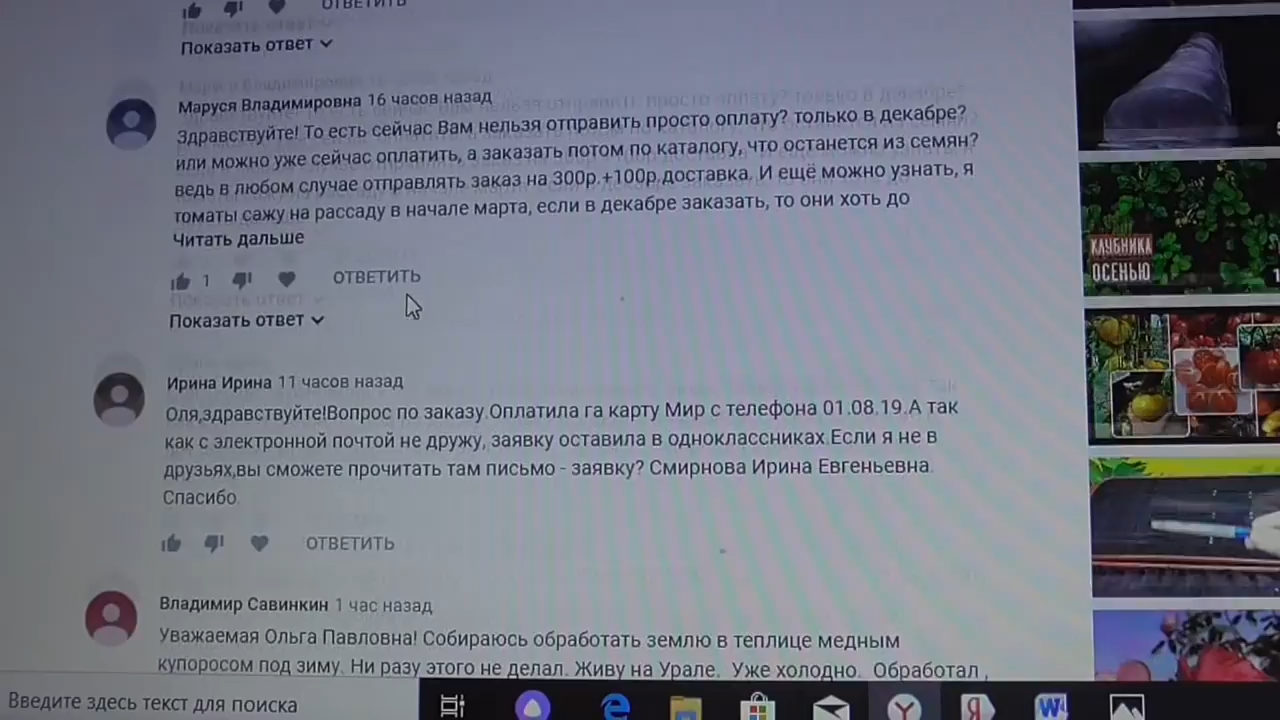 ОТВЕТИТЬ
Показать ответ
Маруся Владимировна 16 часов назад
Здравствуйте! То есть сейчас Вам нельзя отправить просто оплату? только в декабре?
или можно уже сейчас оплатить, а заказать потом по каталогу, что останется из семян?
ведь в любом случае отправлять заказ на 300р.+100р.доставка. И ещё можно узнать, я
томаты сажу на рассаду в начале марта, если в декабре заказать, то они хоть до
Читать дальше
1 ОТВЕТИТЬ
Показать ответ
Ирина Ирина 11 часов назад
Оля,здравствуйте!Вопрос по заказу.Оплатила га карту Мир с телефона 01.08.19.А так
как с электронной почтой не дружу, заявку оставила в одноклассниках.Если я не в
друзьях,вы сможете прочитать там письмо - заявку? Смирнова Ирина Евгеньевна.
Спасибо.
ОТВЕТИТЬ
Владимир Савинкин 1 час назад
Уважаемая Ольга Павловна! Собираюсь обработать землю в теплице медным
купоросом под зиму. Ни разу этого не делал. Живу на Урале. Уже холодно. Обработал ,
КЛУБНИКА
ОСЕНЬЮ
Введите здесь текст для поиска